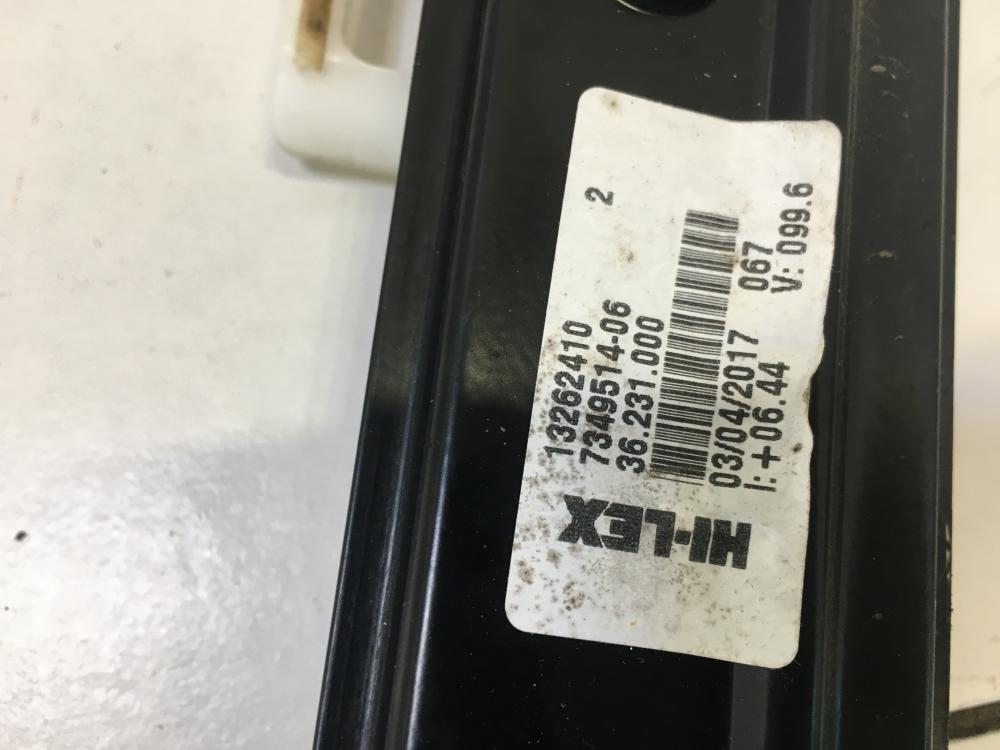 13262410 2
7349514-06
36.231.000
03/04/2017 067
I: +06.44 V: 099.6
HI-LEX